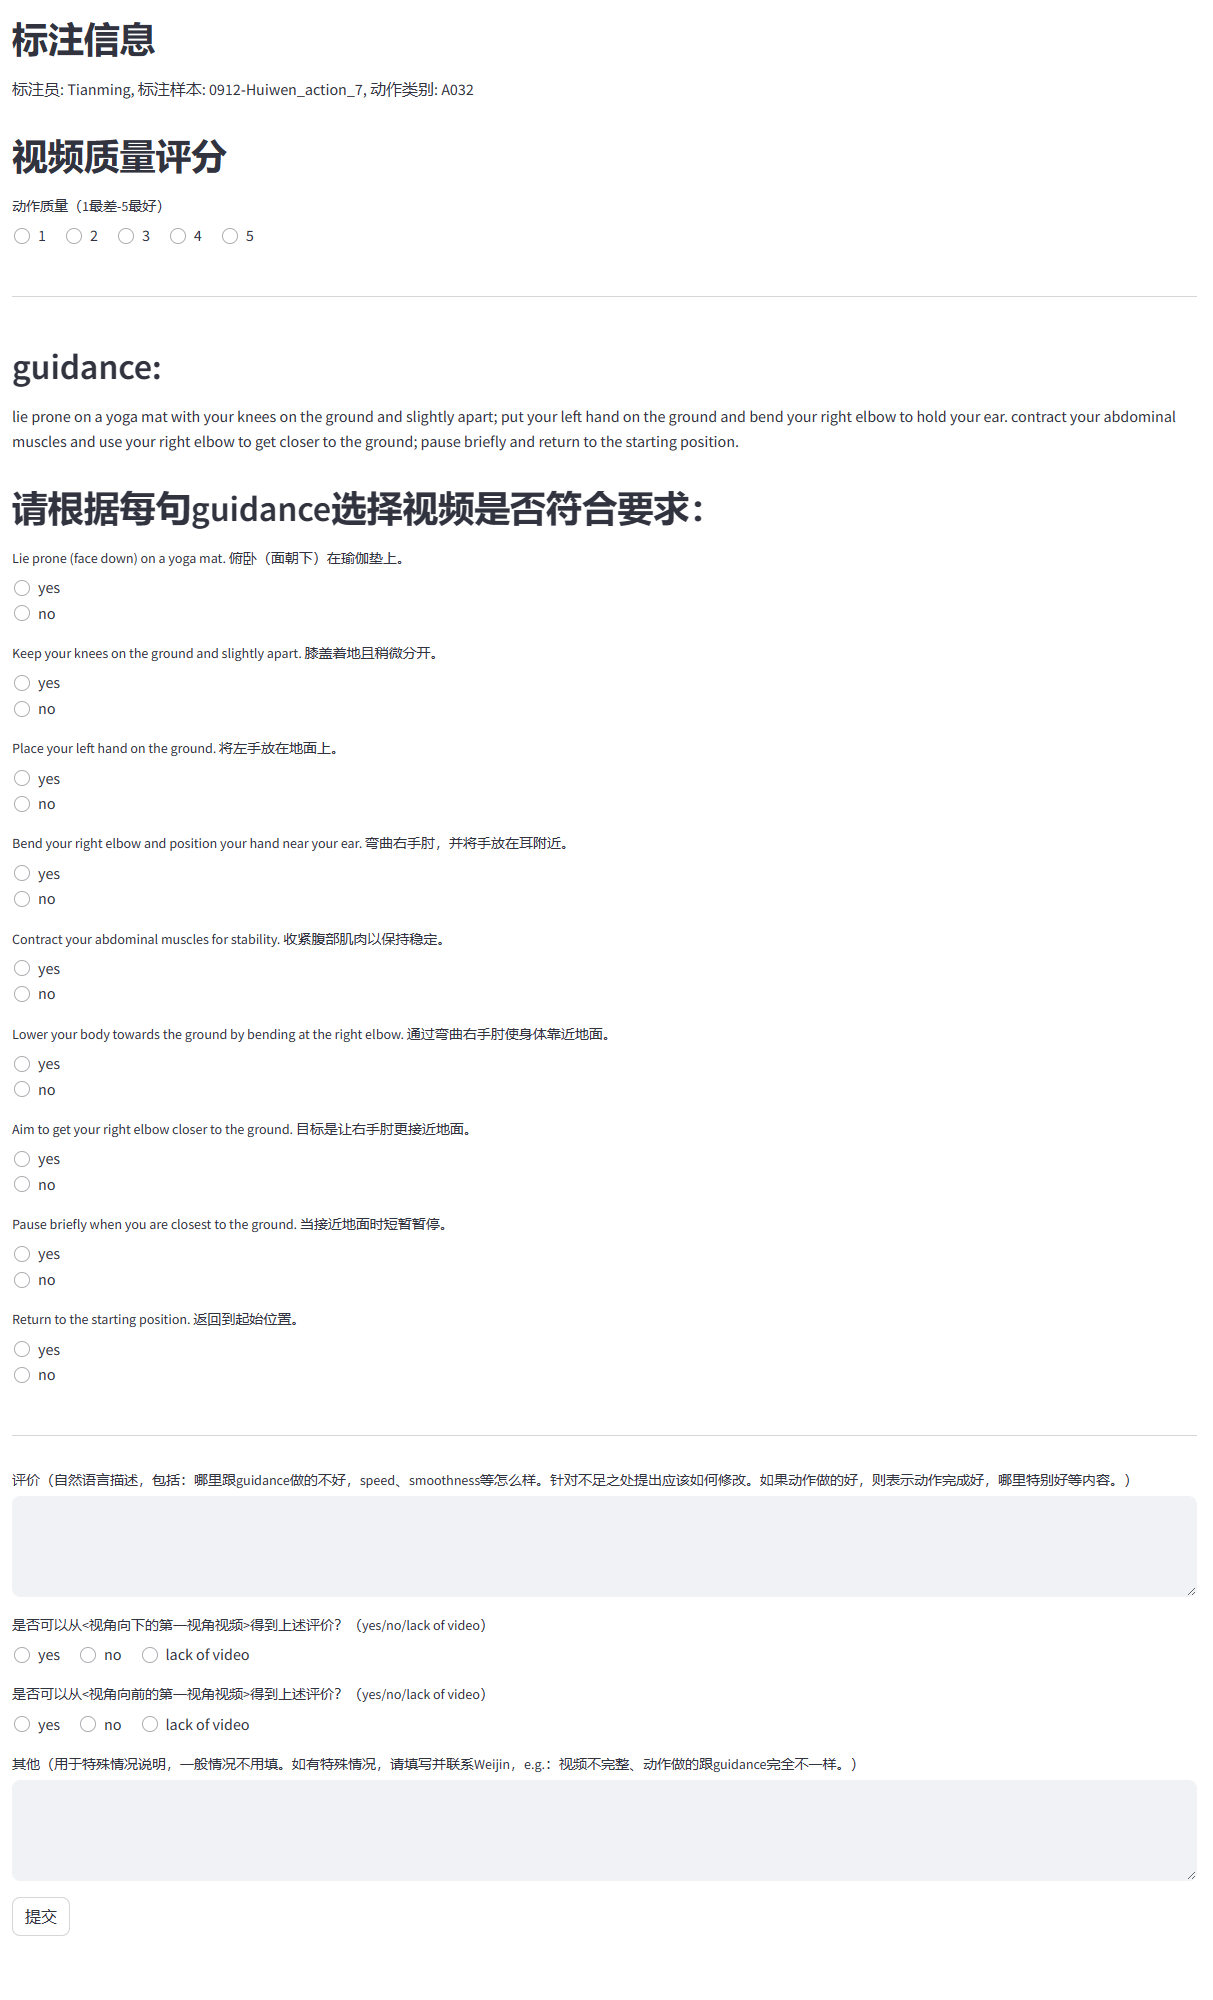 标注信息
标注员: Tianming, 标注样本: 0912-Huiwen_action_7, 动作类别: A032
视频质量评分
动作质量（1最差-5最好）
1 2 3 4 5
guidance:
lie prone on a yoga mat with your knees on the ground and slightly apart; put your left hand on the ground and bend your right elbow to hold your ear. contract your abdominal
muscles and use your right elbow to get closer to the ground; pause briefly and return to the starting position.
请根据每句guidance选择视频是否符合要求：
Lie prone (face down) on a yoga mat. 俯卧（面朝下）在瑜伽垫上。
yes
no
Keep your knees on the ground and slightly apart. 膝盖着地且稍微分开。
yes
no
Place your left hand on the ground. 将左手放在地面上。
yes
no
Bend your right elbow and position your hand near your ear. 弯曲右手肘，并将手放在耳附近。
yes
no
Contract your abdominal muscles for stability. 收紧腹部肌肉以保持稳定。
yes
no
Lower your body towards the ground by bending at the right elbow. 通过弯曲右手肘使身体靠近地面。
yes
no
Aim to get your right elbow closer to the ground. 目标是让右手肘更接近地面。
yes
no
Pause briefly when you are closest to the ground. 当接近地面时短暂暂停。
yes
no
Return to the starting position. 返回到起始位置。
yes
no
评价（自然语言描述，包括：哪里跟guidance做的不好，speed、smoothness等怎么样。针对不足之处提出应该如何修改。如果动作做的好，则表示动作完成好，哪里特别好等内容。）
是否可以从<视角向下的第一视角视频>得到上述评价？（yes/no/lack of video）
yes no lack of video
是否可以从<视角向前的第一视角视频>得到上述评价？（yes/no/lack of video）
yes no lack of video
其他（用于特殊情况说明，一般情况不用填。如有特殊情况，请填写并联系Weijin，e.g.：视频不完整、动作做的跟guidance完全不一样。）
提交